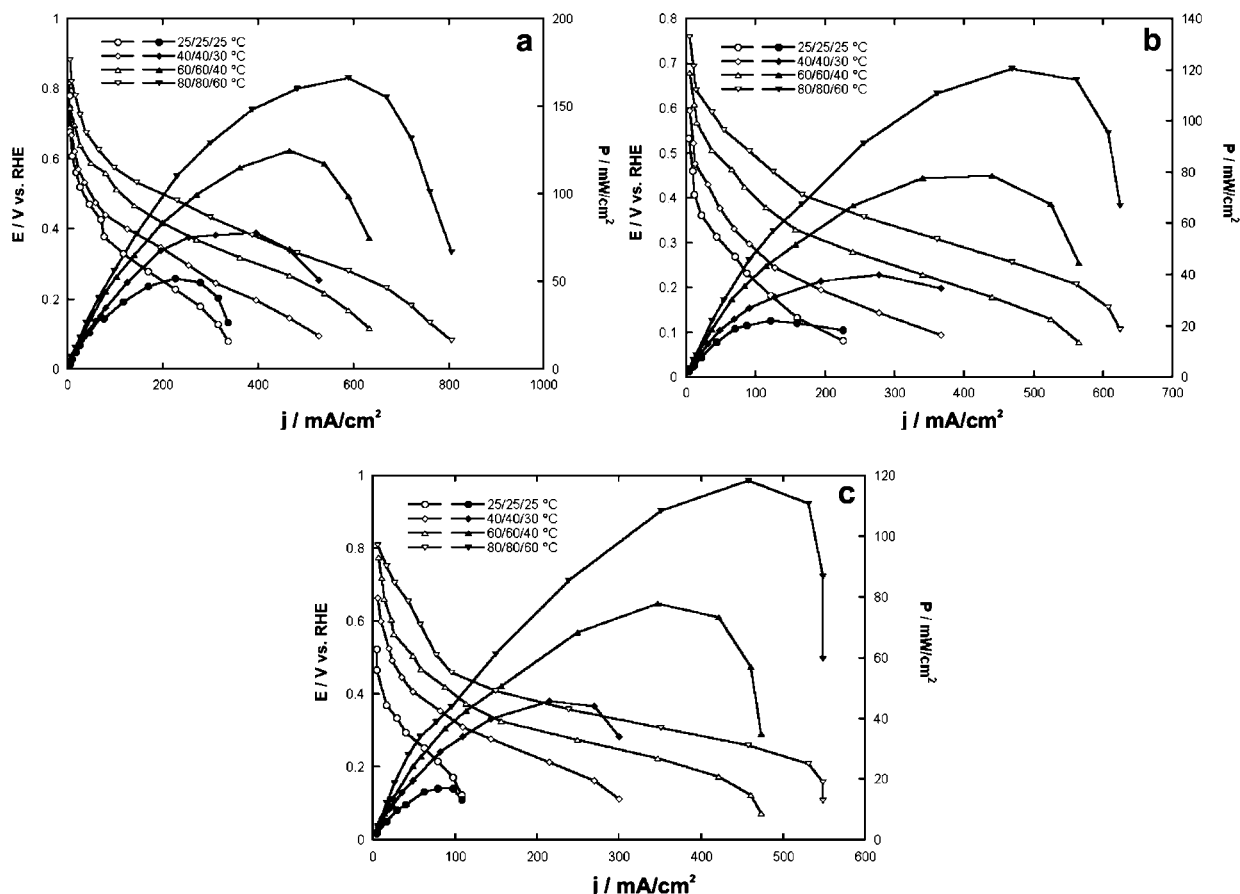 a
25/25/25 °C
40/40/30 °C
60/60/40 °C
80/80/60 °C
E / V vs. RHE
1
0.8
0.6
0.4
0.2
0
200
150
100
50
0
P / mW/cm²
0 200 400 600 800 1000
j / mA/cm²
b
25/25/25 °C
40/40/30 °C
60/60/40 °C
80/80/60 °C
E / V vs. RHE
0.8
0.7
0.6
0.5
0.4
0.3
0.2
0.1
0
140
120
100
80
60
40
20
0
P / mW/cm²
0 100 200 300 400 500 600 700
j / mA/cm²
c
25/25/25 °C
40/40/30 °C
60/60/40 °C
80/80/60 °C
E / V vs. RHE
1
0.8
0.6
0.4
0.2
0
120
100
80
60
40
20
0
P / mW/cm²
0 100 200 300 400 500 600
j / mA/cm²